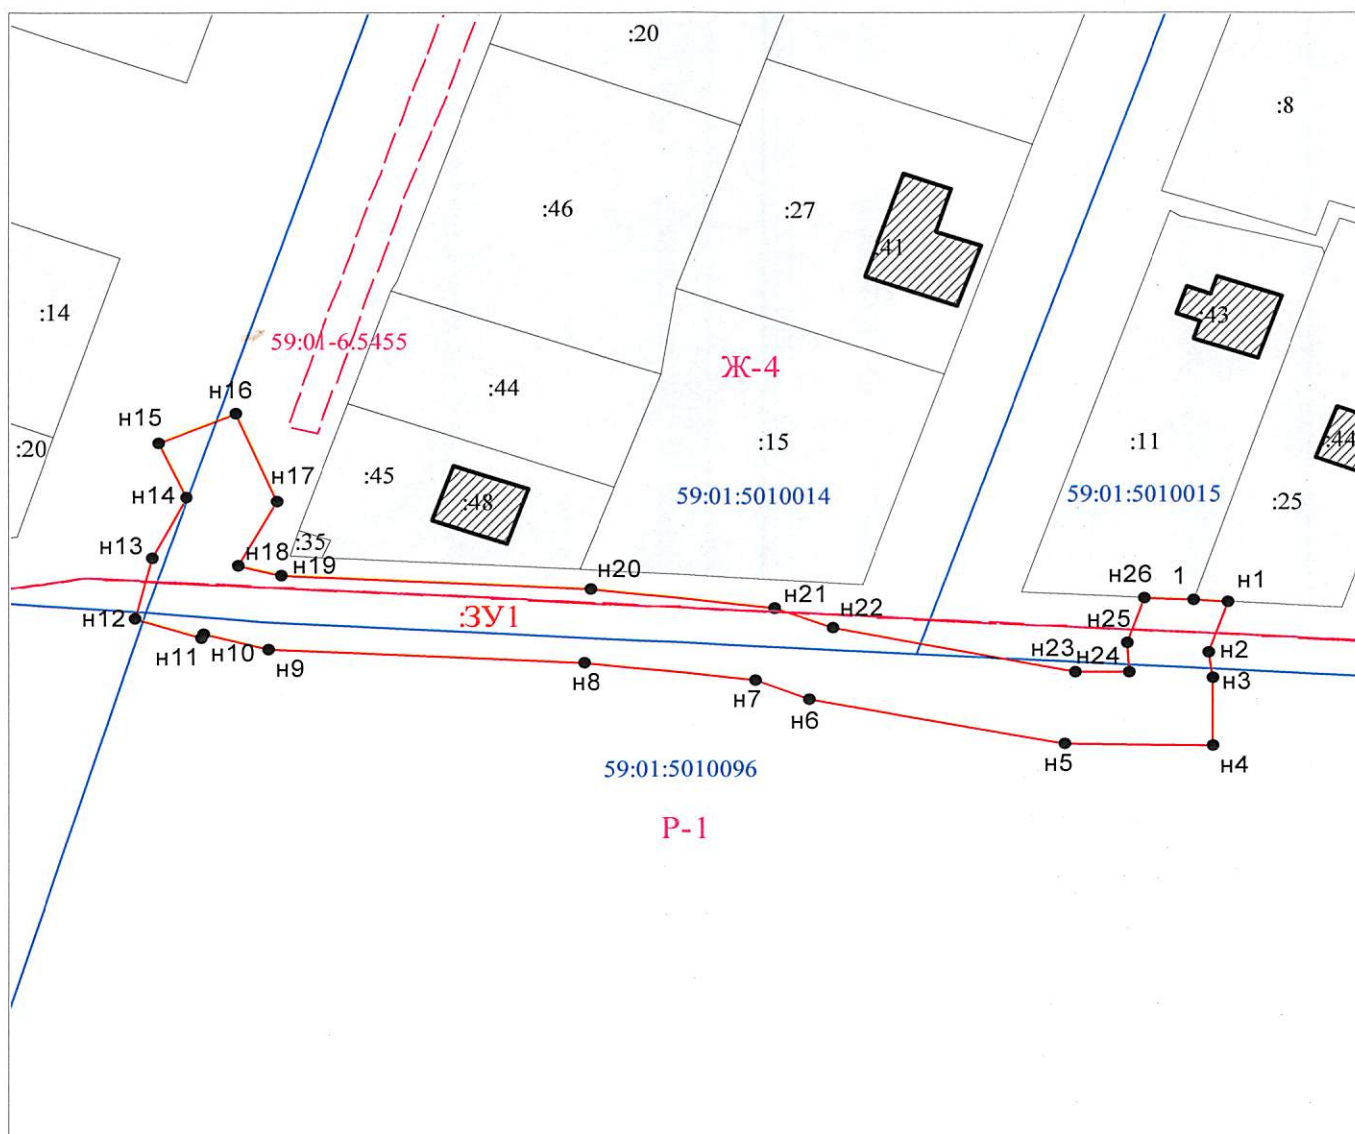 :20
:8
:46
:27
:41
:14
:43
59:01-6.5455
Ж-4
:44
н16
н15
:15
:11
:44
:20
:45
59:01:5010014
59:01:5010015
н17
:48
:25
н14
:35
н13
н18
н19
н20
н26
1
н1
н21
н12
:ЗУ1
н22
н25
н11
н10
н9
н23
н24
н2
н8
н7
н3
н6
н5
н4
59:01:5010096
Р-1